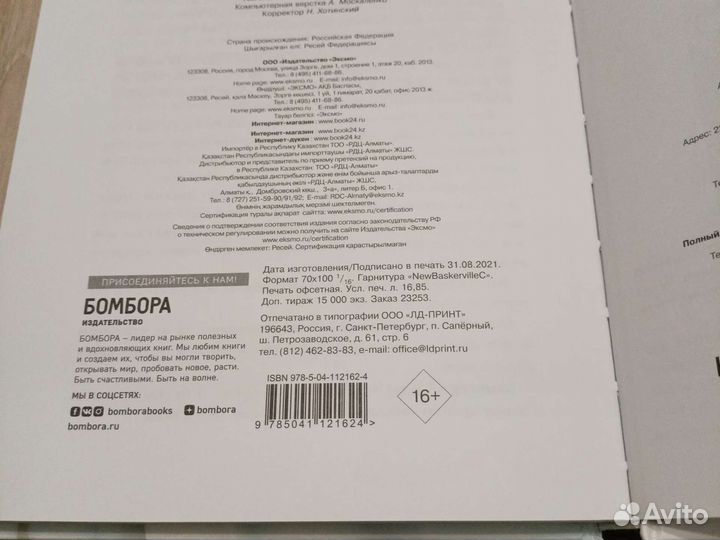 Компьютерная верстка А. Москаленко
Корректор Н. Хотинский
Страна происхождения: Российская Федерация
Шығарылған елі: Ресей Федерациясы
ООО «Издательство «Эксмо»
123308, Россия, город Москва, улица Зорге, дом 1, строение 1, этаж 20, каб. 2013.
Тел.: 8 (495) 411-68-86.
Home page: www.eksmo.ru E-mail: info@eksmo.ru
Өндіруші: «ЭКСМО» АҚБ Баспасы,
123308, Ресей, қала Мәскеу, Зорге көшесі, 1 үй, 1 ғимарат, 20 қабат, офис 2013 ж.
Тел.: 8 (495) 411-68-86.
Home page: www.eksmo.ru E-mail: info@eksmo.ru.
Тауар белгісі: «Эксмо»
Интернет-магазин : www.book24.ru
Интернет-магазин : www.book24.kz
Интернет-дүкен : www.book24.kz
Импортёр в Республику Казахстан ТОО «РДЦ-Алматы».
Қазақстан Республикасындағы импорттаушы «РДЦ-Алматы» ЖШС.
Дистрибьютор и представитель по приему претензий на продукцию,
в Республике Казахстан: ТОО «РДЦ-Алматы»
Қазақстан Республикасында дистрибьютор және өнім бойынша арыз-талаптарды
қабылдаушының өкілі «РДЦ-Алматы» ЖШС,
Алматы қ., Домбровский көш., 3«а», литер Б, офис 1.
Тел.: 8 (727) 251-59-90/91/92; E-mail: RDC-Almaty@eksmo.kz
Өнімнің жарамдылық мерзімі шектелмеген.
Сертификация туралы ақпарат сайтта: www.eksmo.ru/certification
Сведения о подтверждении соответствия издания согласно законодательству РФ
о техническом регулировании можно получить на сайте Издательства «Эксмо»
www.eksmo.ru/certification
Өндірген мемлекет: Ресей. Сертификация қарастырылмаған
ПРИСОЕДИНЯЙТЕСЬ К НАМ!
БОМБОРА
ИЗДАТЕЛЬСТВО
БОМБОРА – лидер на рынке полезных
и вдохновляющих книг. Мы любим книги
и создаем их, чтобы вы могли творить,
открывать мир, пробовать новое, расти.
Быть счастливыми. Быть на волне.
МЫ В СОЦСЕТЯХ:
bomborabooks bombora
bombora.ru
Дата изготовления/Подписано в печать 31.08.2021.
Формат 70x100 1/16. Гарнитура «NewBaskervilleC».
Печать офсетная. Усл. печ. л. 16,85.
Доп. тираж 15 000 экз. Заказ 23253.
Отпечатано в типографии ООО «ЛД-ПРИНТ»
196643, Россия, г. Санкт-Петербург, п. Сапёрный,
ш. Петрозаводское, д. 61, стр. 6
тел. (812) 462-83-83, e-mail: office@ldprint.ru
ISBN 978-5-04-112162-4
9 785041 121624 >
16+
Адрес: 2
Те
Полный
Те
Avito